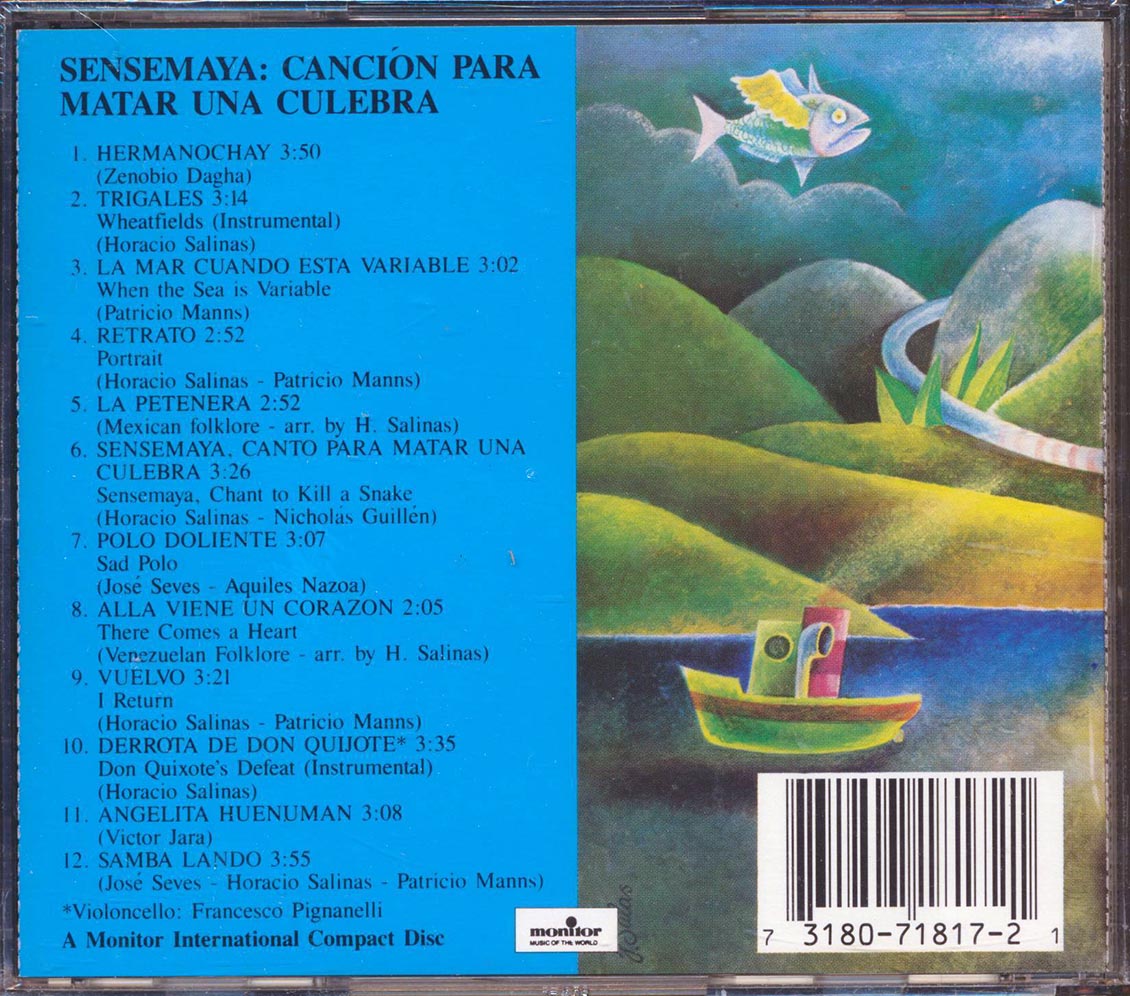 SENSEMAYA: CANCIÓN PARA
MATAR UNA CULEBRA
1. HERMANOCHAY 3:50
(Zenobio Dagha)
2. TRIGALES 3:14
Wheatfields (Instrumental)
(Horacio Salinas)
3. LA MAR CUANDO ESTA VARIABLE 3:02
When the Sea is Variable
(Patricio Manns)
4. RETRATO 2:52
Portrait
(Horacio Salinas - Patricio Manns)
5. LA PETENERA 2:52
(Mexican folklore - arr. by H. Salinas)
6. SENSEMAYA, CANTO PARA MATAR UNA
CULEBRA 3:26
Sensemaya, Chant to Kill a Snake
(Horacio Salinas - Nicholás Guillén)
7. POLO DOLIENTE 3:07
Sad Polo
(José Seves - Aquiles Nazoa)
8. ALLA VIENE UN CORAZON 2:05
There Comes a Heart
(Venezuelan Folklore - arr. by H. Salinas)
9. VUELVO 3:21
I Return
(Horacio Salinas - Patricio Manns)
10. DERROTA DE DON QUIJOTE* 3:35
Don Quixote's Defeat (Instrumental)
(Horacio Salinas)
11. ANGELITA HUENUMAN 3:08
(Victor Jara)
12. SAMBA LANDO 3:55
(José Seves - Horacio Salinas - Patricio Manns)
*Violoncello: Francesco Pignanelli
A Monitor International Compact Disc
monitor
MUSIC OF THE WORLD
7 3180-71817-2 1